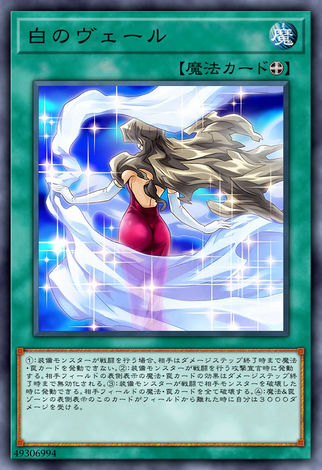 白のヴェール
魔
【魔法カード】
①:装備モンスターが戦闘を行う場合、相手はダメージステップ終了時まで魔法
・罠カードを発動できない。②:装備モンスターが戦闘を行う攻撃宣言時に発動
する。相手フィールドの表側表示の魔法・罠カードの効果はダメージステップ終
了時まで無効化される。③:装備モンスターが戦闘で相手モンスターを破壊した
時に発動できる。相手フィールドの魔法・罠カードを全て破壊する。④:魔法&罠
ゾーンの表側表示のこのカードがフィールドから離れた時に自分は3000ダ
メージを受ける。
49306994